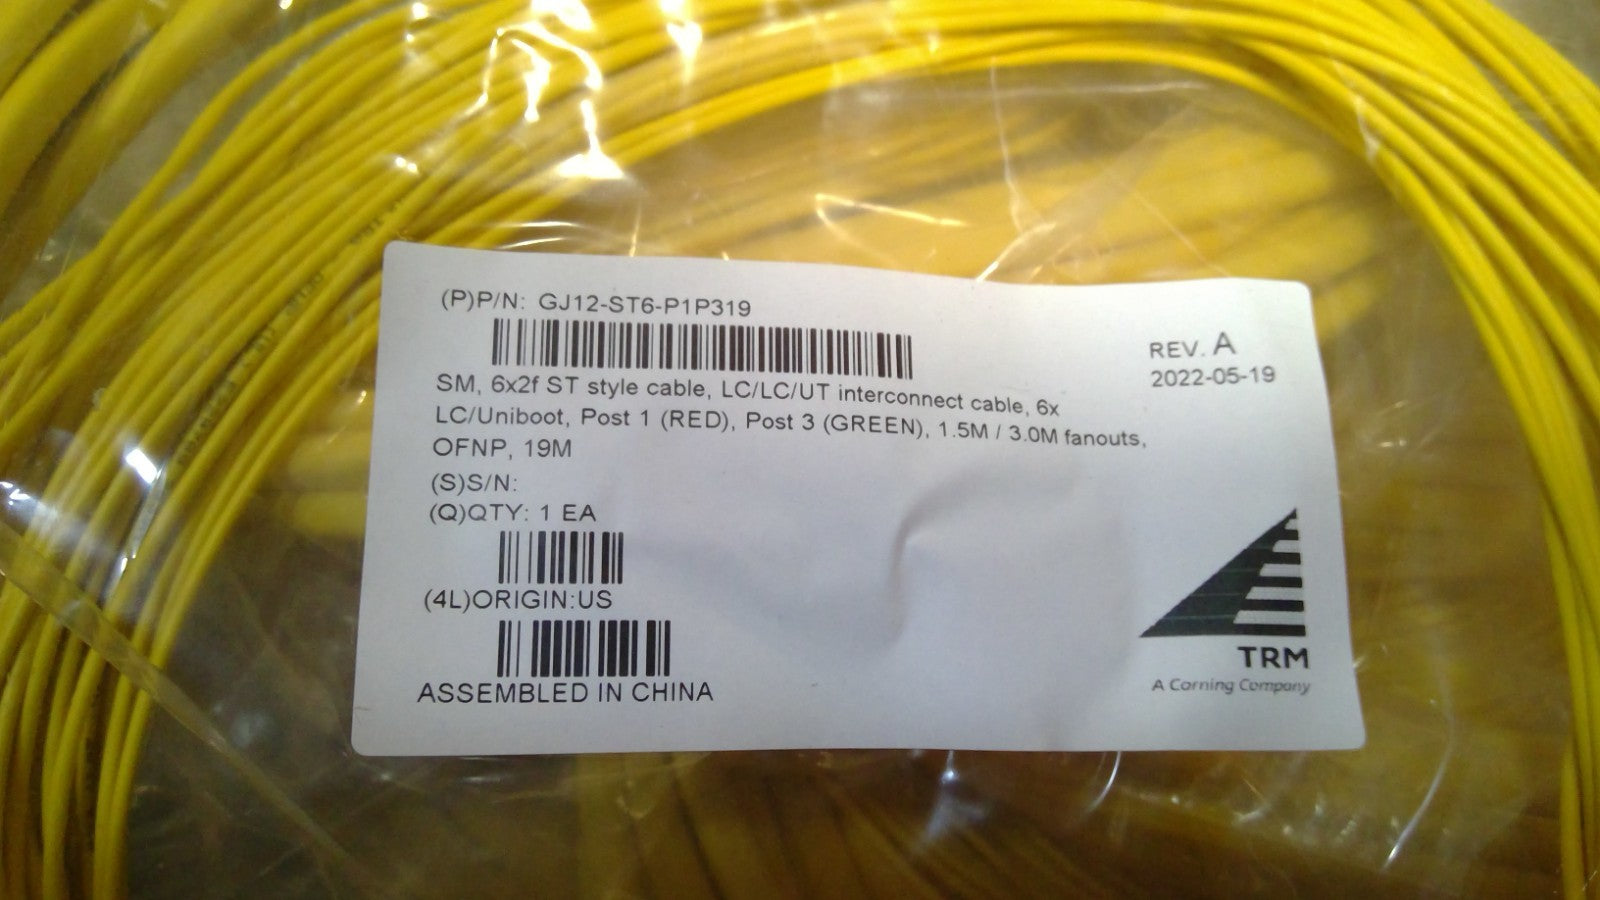 (P)P/N: GJ12-ST6-P1P319
REV. A
2022-05-19
SM, 6x2f ST style cable, LC/LC/UT interconnect cable, 6x
LC/Uniboot, Post 1 (RED), Post 3 (GREEN), 1.5M / 3.0M fanouts,
OFNP, 19M
(S)S/N:
(Q)QTY: 1 EA
(4L)ORIGIN:US
ASSEMBLED IN CHINA
TRM
A Corning Company